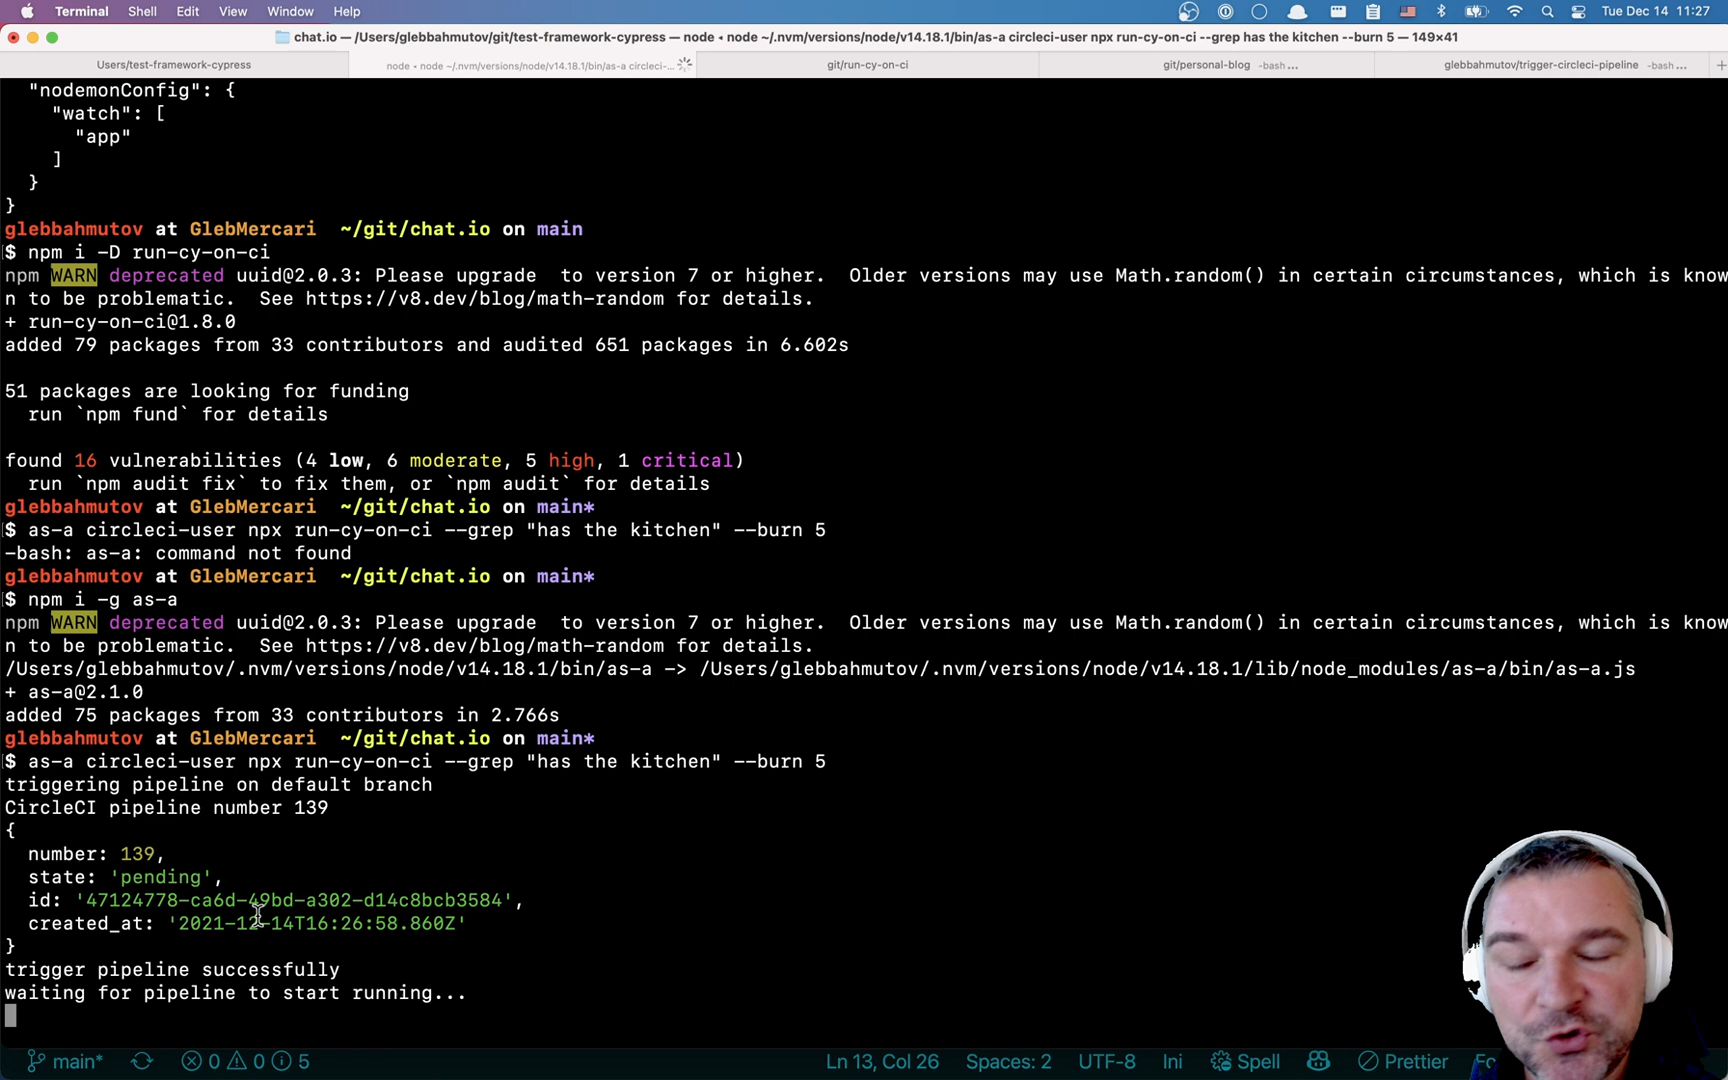 Terminal Shell Edit View Window Help Tue Dec 14 11:27
chat.io — /Users/glebbahmutov/git/test-framework-cypress — node ◂ node ~/.nvm/versions/node/v14.18.1/bin/as-a circleci-user npx run-cy-on-ci --grep has the kitchen --burn 5 — 149×41
Users/test-framework-cypress node • node ~/.nvm/versions/node/v14.18.1/bin/as-a circleci-... git/run-cy-on-ci git/personal-blog -bash ... glebbahmutov/trigger-circleci-pipeline -bash ... +
"nodemonConfig": {
"watch": [
"app"
]
}
}
glebbahmutov at GlebMercari ~/git/chat.io on main
$ npm i -D run-cy-on-ci
npm WARN deprecated uuid@2.0.3: Please upgrade  to version 7 or higher.  Older versions may use Math.random() in certain circumstances, which is know
n to be problematic.  See https://v8.dev/blog/math-random for details.
+ run-cy-on-ci@1.8.0
added 79 packages from 33 contributors and audited 651 packages in 6.602s
51 packages are looking for funding
run `npm fund` for details
found 16 vulnerabilities (4 low, 6 moderate, 5 high, 1 critical)
run `npm audit fix` to fix them, or `npm audit` for details
glebbahmutov at GlebMercari ~/git/chat.io on main*
$ as-a circleci-user npx run-cy-on-ci --grep "has the kitchen" --burn 5
-bash: as-a: command not found
glebbahmutov at GlebMercari ~/git/chat.io on main*
$ npm i -g as-a
npm WARN deprecated uuid@2.0.3: Please upgrade  to version 7 or higher.  Older versions may use Math.random() in certain circumstances, which is know
n to be problematic.  See https://v8.dev/blog/math-random for details.
/Users/glebbahmutov/.nvm/versions/node/v14.18.1/bin/as-a -> /Users/glebbahmutov/.nvm/versions/node/v14.18.1/lib/node_modules/as-a/bin/as-a.js
+ as-a@2.1.0
added 75 packages from 33 contributors in 2.766s
glebbahmutov at GlebMercari ~/git/chat.io on main*
$ as-a circleci-user npx run-cy-on-ci --grep "has the kitchen" --burn 5
triggering pipeline on default branch
CircleCI pipeline number 139
{
number: 139,
state: 'pending',
id: '47124778-ca6d-49bd-a302-d14c8bcb3584',
created_at: '2021-12-14T16:26:58.860Z'
}
trigger pipeline successfully
waiting for pipeline to start running...
main* 0 0 5 Ln 13, Col 26 Spaces: 2 UTF-8 Ini Spell Prettier